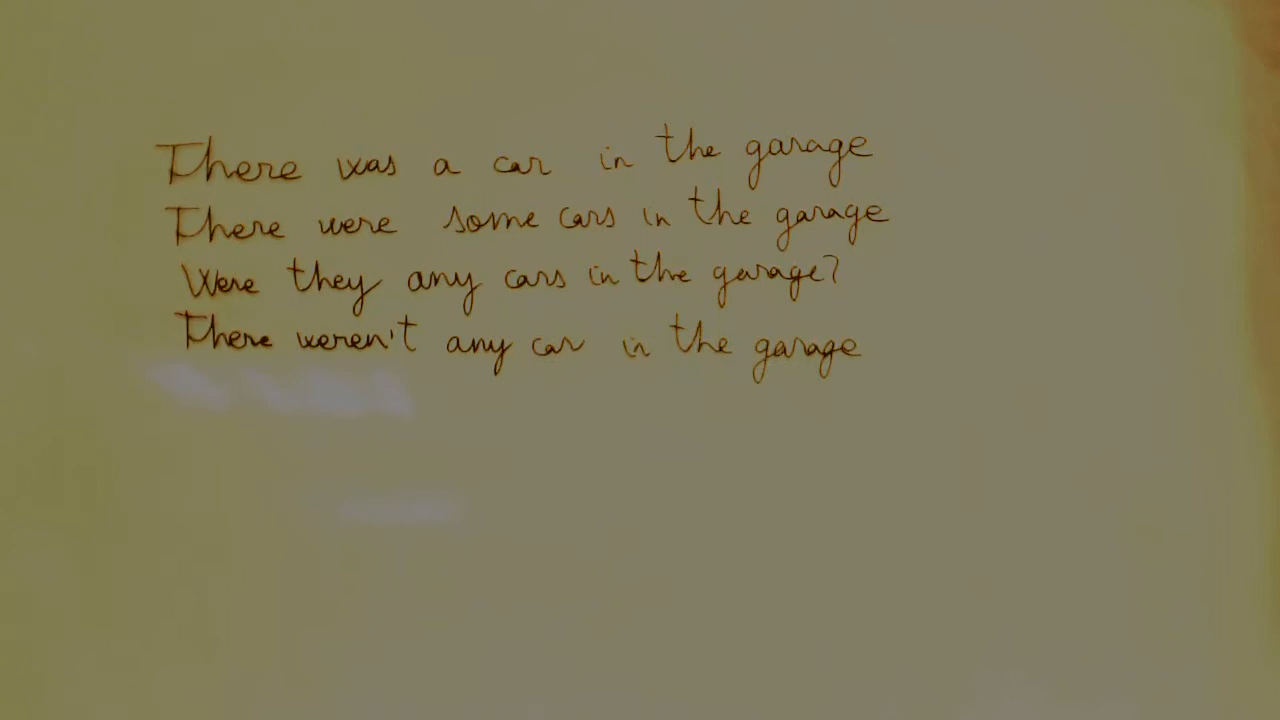 There was a car in the garage
There were some cars in the garage
Were they any cars in the garage?
There weren't any car in the garage